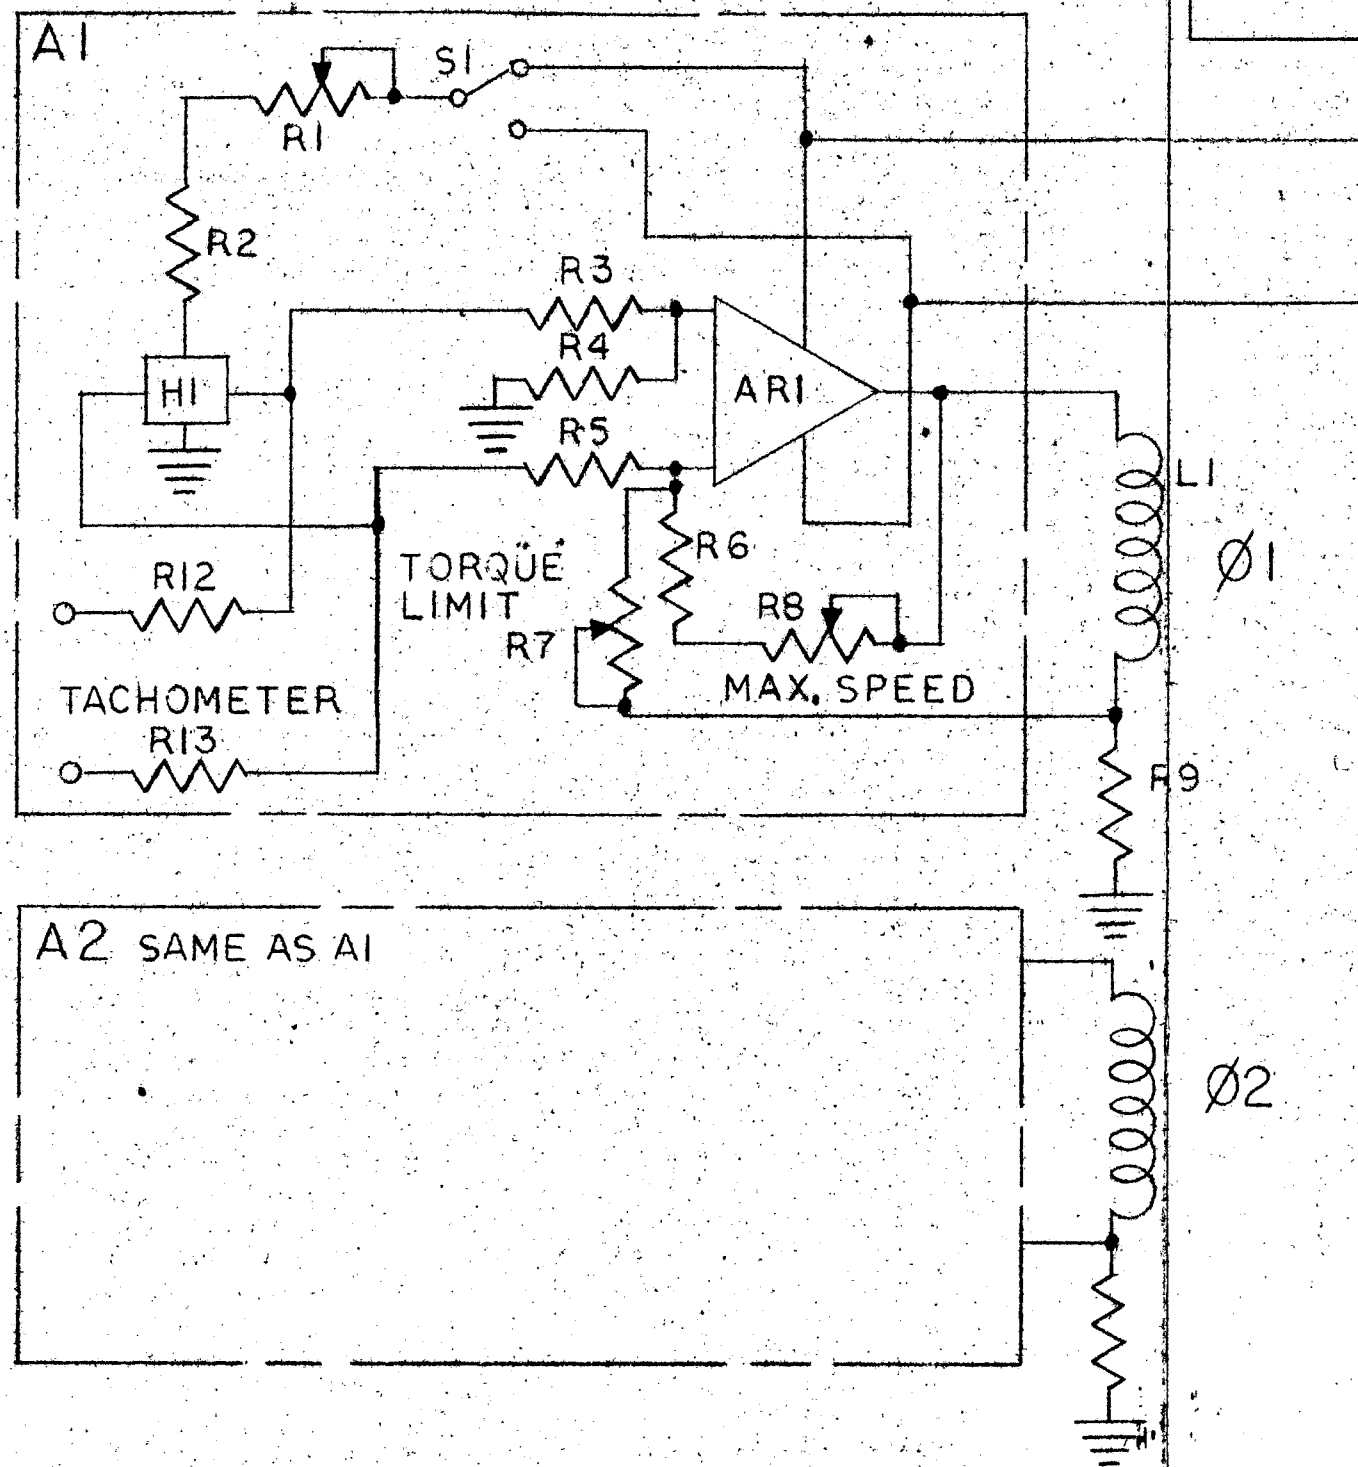 A1
S1
R1
R2
R3
R4
H1
AR1
R5
L1
R6
Ø1
TORQUE
LIMIT
R12
R8
R7
TACHOMETER
MAX. SPEED
R13
R9
A2 SAME AS A1
Ø2